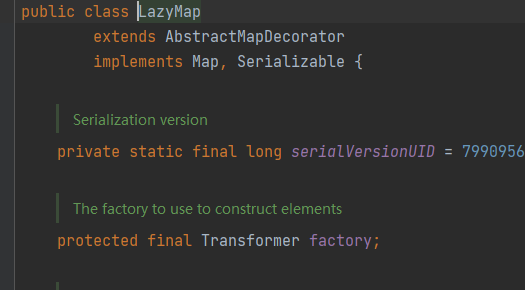 public class LazyMap
extends AbstractMapDecorator
implements Map, Serializable {
Serialization version
private static final long serialVersionUID = 7990956
The factory to use to construct elements
protected final Transformer factory;